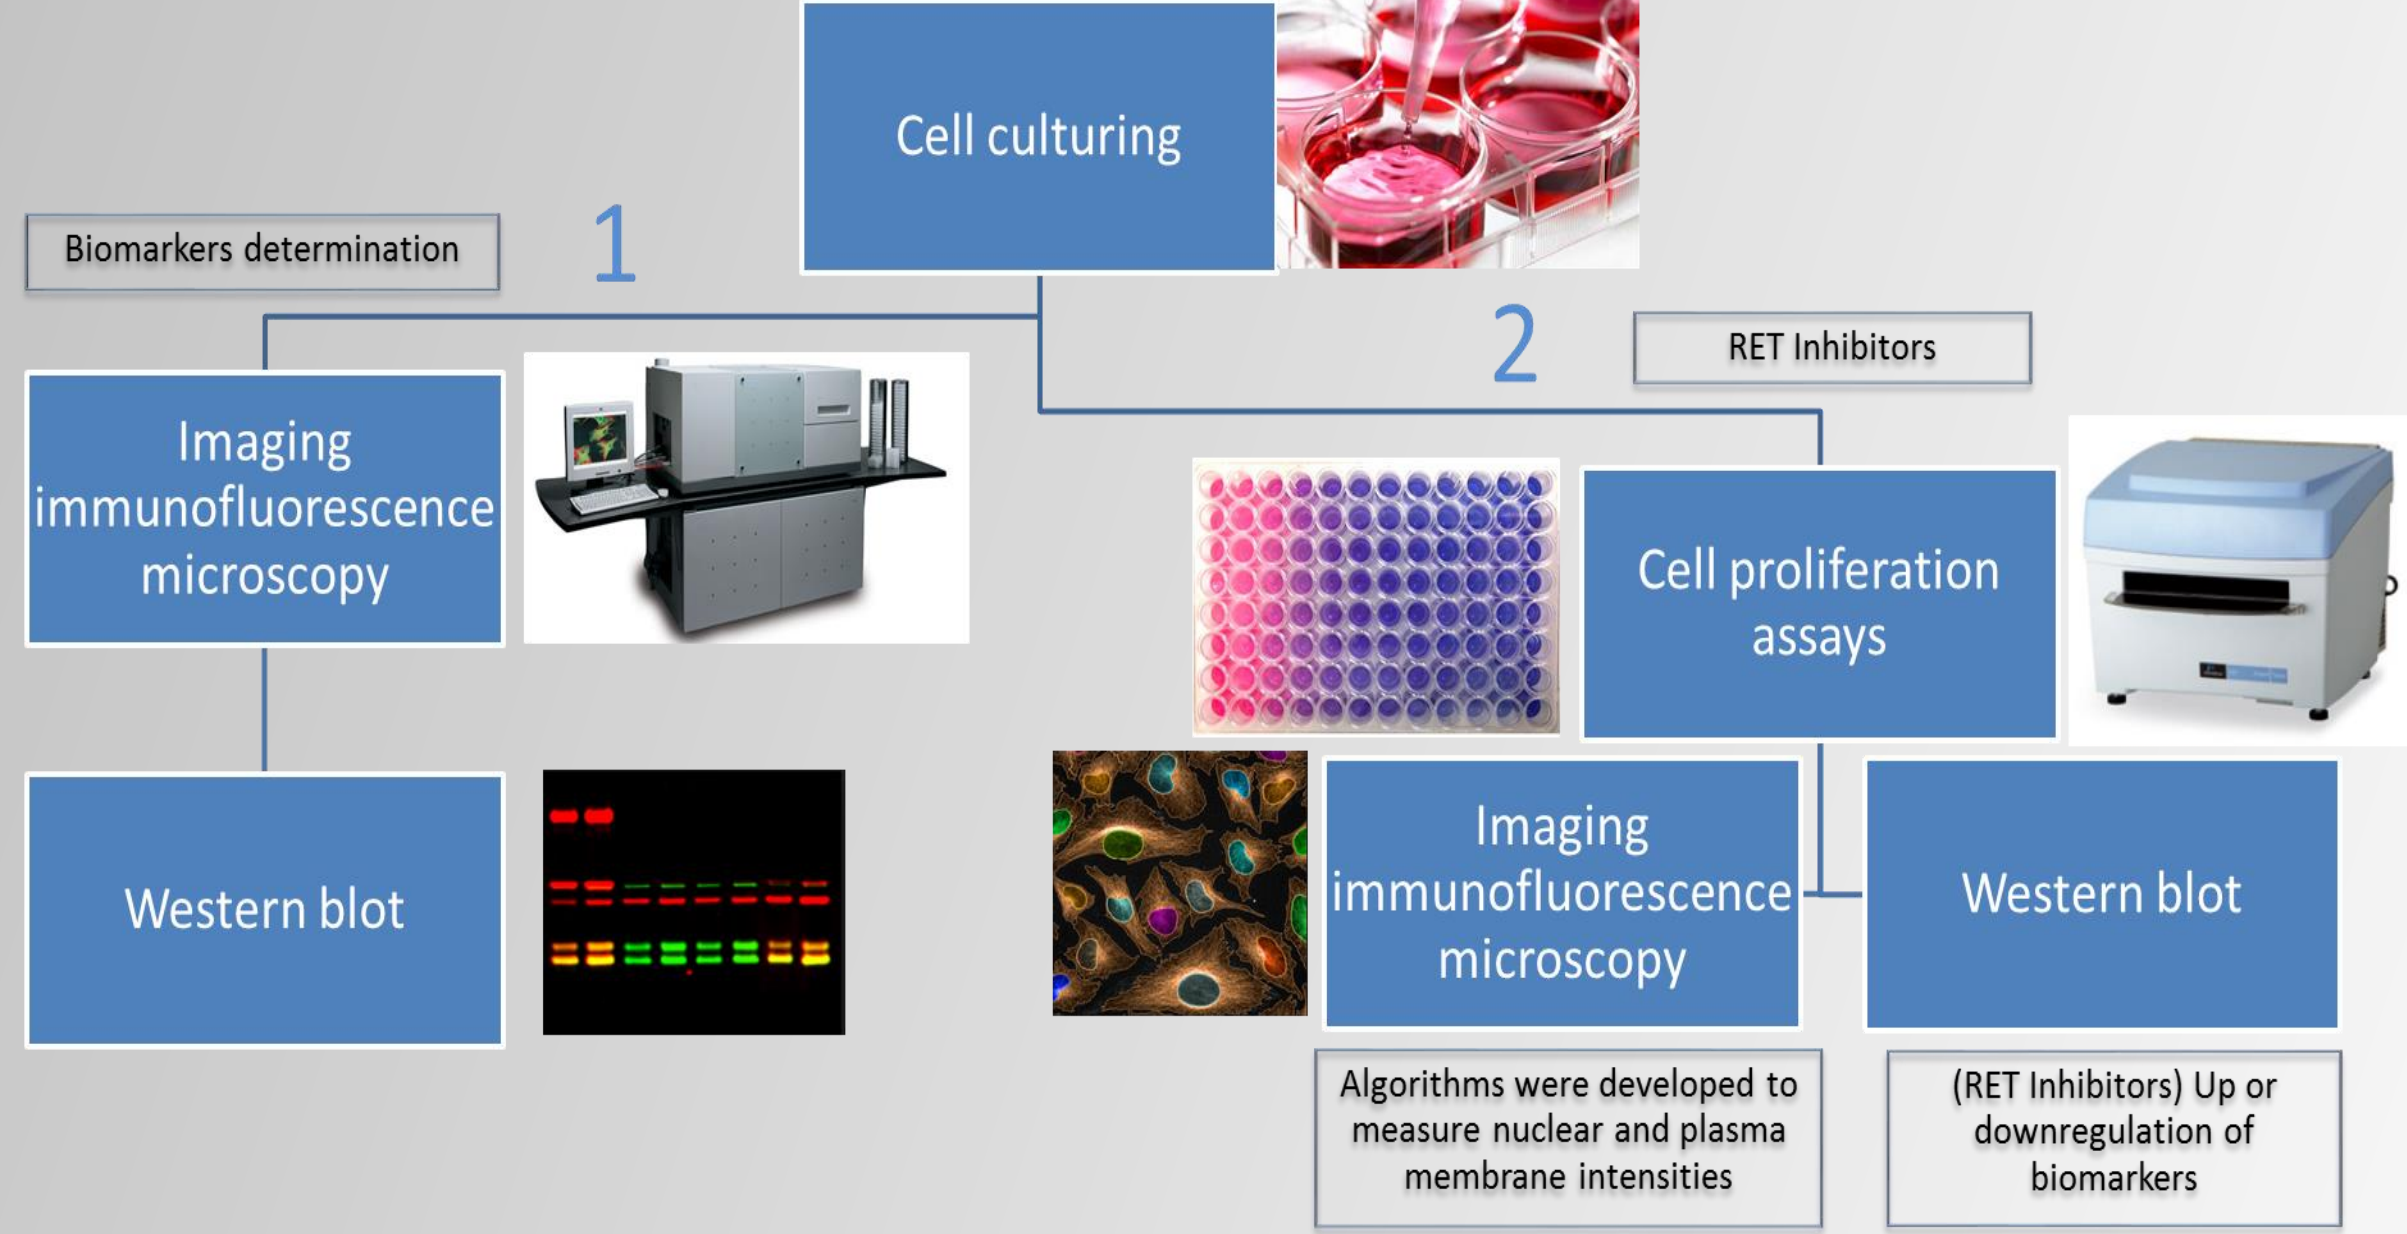 Cell culturing
Biomarkers determination
1
2
RET Inhibitors
Imaging
immunofluorescence
microscopy
Cell proliferation
assays
Western blot
Imaging
immunofluorescence
microscopy
Western blot
Algorithms were developed to
measure nuclear and plasma
membrane intensities
(RET Inhibitors) Up or
downregulation of
biomarkers